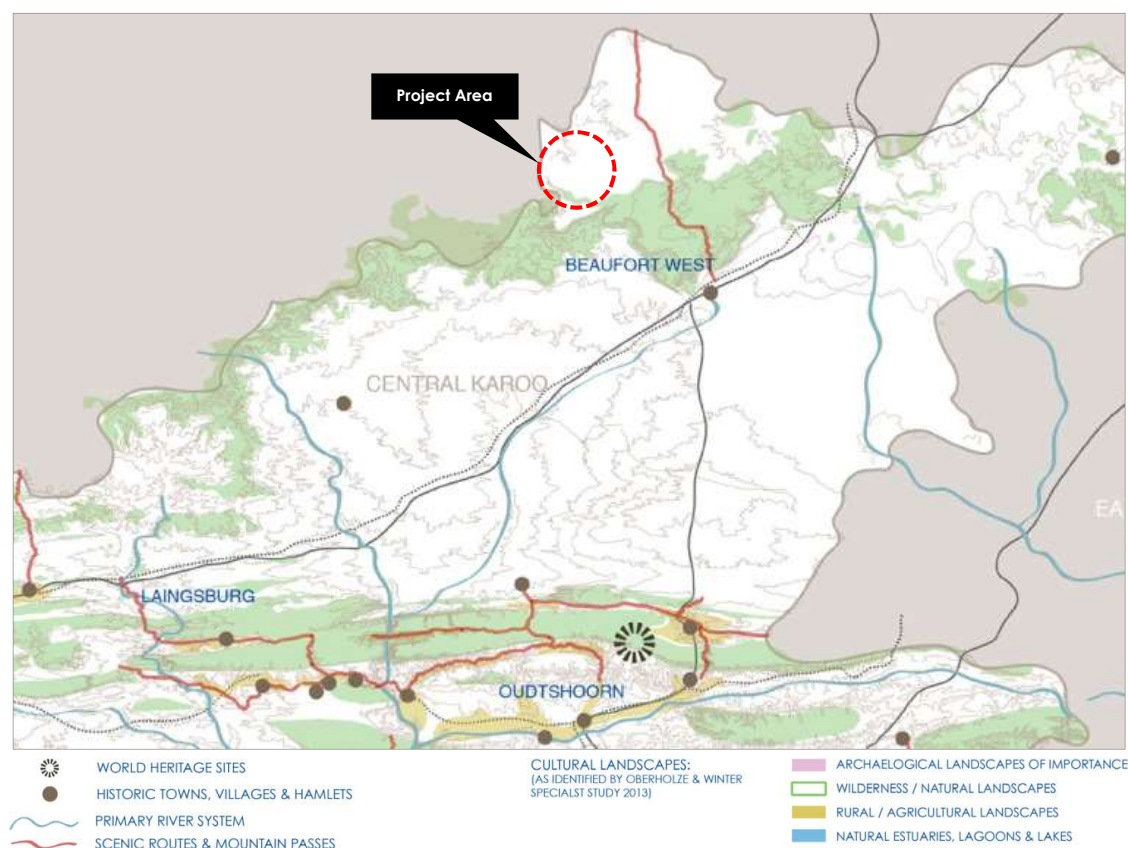 Project Area
BEAUFORT WEST
CENTRAL KAROO
EA
LAINGSBURG
OUDTSHOORN
WORLD HERITAGE SITES
HISTORIC TOWNS, VILLAGES & HAMLETS
PRIMARY RIVER SYSTEM
SCENIC ROUTES & MOUNTAIN PASSES
CULTURAL LANDSCAPES:
(AS IDENTIFIED BY OBERHOLZE & WINTER
SPECIALST STUDY 2013)
ARCHAELOGICAL LANDSCAPES OF IMPORTANCE
WILDERNESS / NATURAL LANDSCAPES
RURAL / AGRICULTURAL LANDSCAPES
NATURAL ESTUARIES, LAGOONS & LAKES